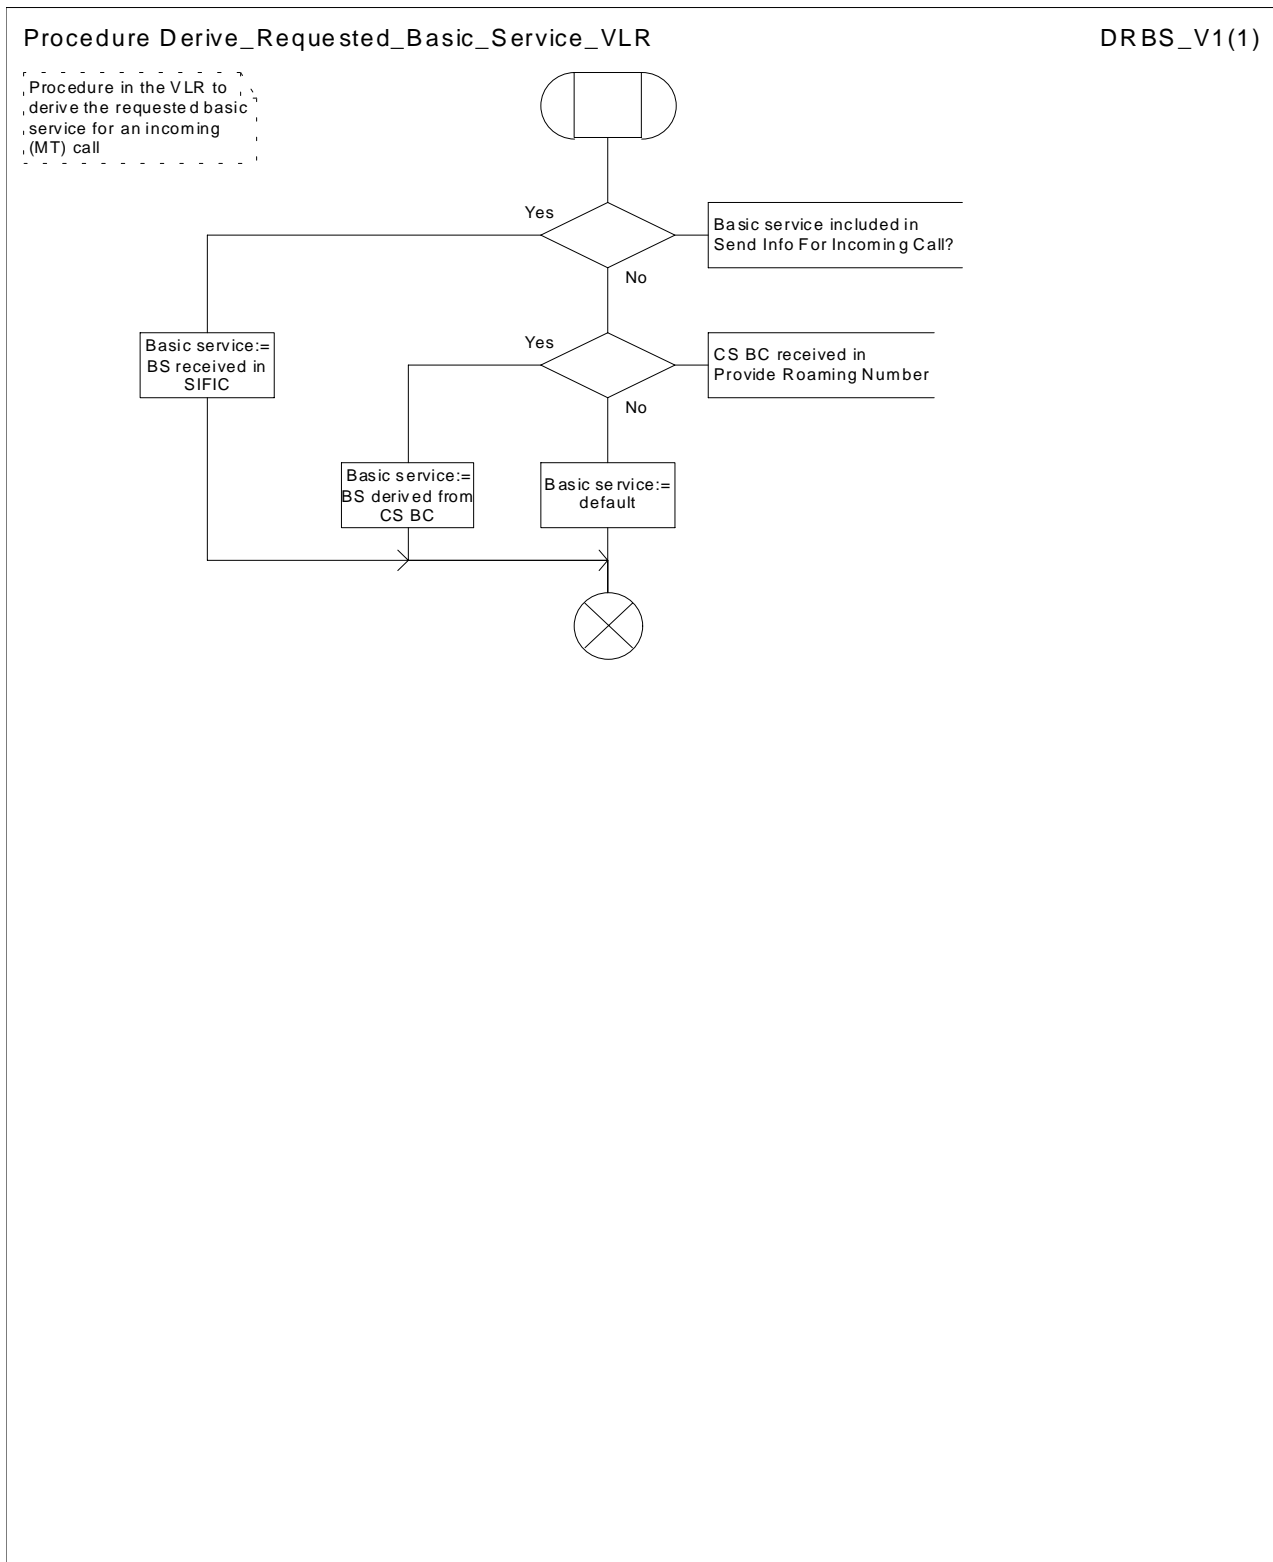 Procedure Derive_Requested_Basic_Service_VLR
DRBS_V1(1)
Procedure in the VLR to
derive the requested basic
service for an incoming
(MT) call
Yes
Basic service included in
Send Info For Incoming Call?
No
Basic service:=
BS received in
SIFIC
Yes
CS BC received in
Provide Roaming Number
No
Basic service:=
BS derived from
CS BC
Basic service:=
default